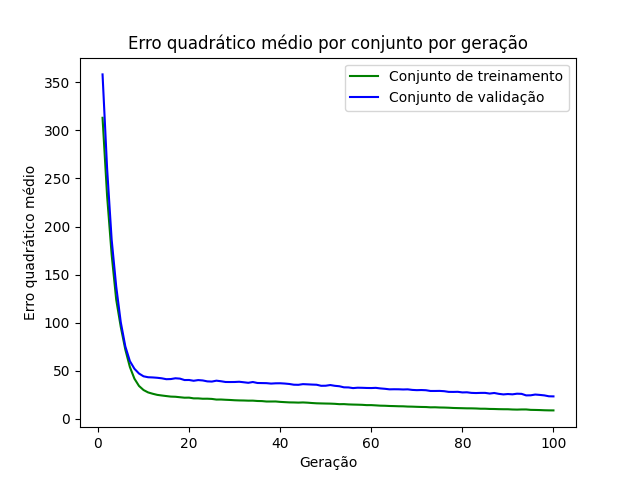 Erro quadrático médio por conjunto por geração
Conjunto de treinamento
Conjunto de validação
Erro quadrático médio
350
300
250
200
150
100
50
0
0 20 40 60 80 100
Geração